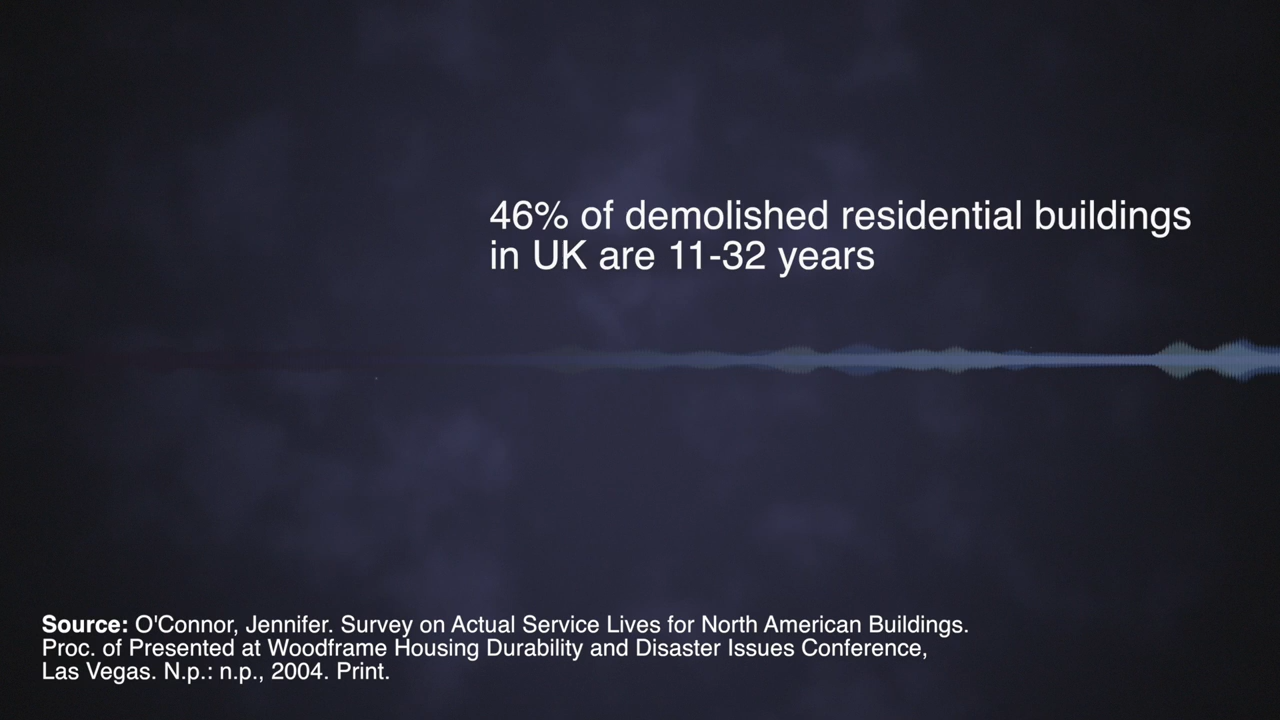 46% of demolished residential buildings
in UK are 11-32 years
Source: O'Connor, Jennifer. Survey on Actual Service Lives for North American Buildings.
Proc. of Presented at Woodframe Housing Durability and Disaster Issues Conference,
Las Vegas. N.p.: n.p., 2004. Print.